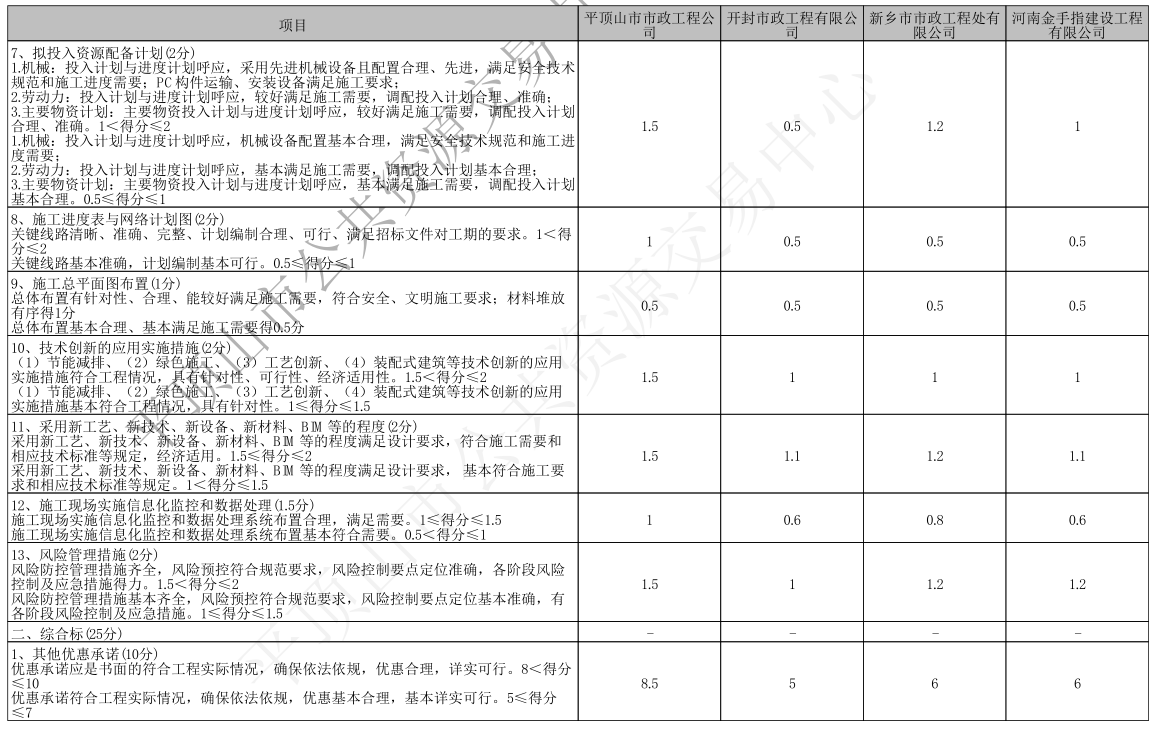 项目
平顶山市市政工程公
司
开封市政工程有限公
司
新乡市市政工程处有
限公司
河南金手指建设工程
有限公司
7、拟投入资源配备计划(2分)
1.机械：投入计划与进度计划呼应，采用先进机械设备且配置合理、先进，满足安全技术
规范和施工进度需要；PC构件运输、安装设备满足施工要求；
2.劳动力：投入计划与进度计划呼应，较好满足施工需要，调配投入计划合理、准确；
3.主要物资计划：主要物资投入计划与进度计划呼应，较好满足施工需要，调配投入计划
合理、准确。1＜得分≤2
1.机械：投入计划与进度计划呼应，机械设备配置基本合理，满足安全技术规范和施工进
度需要；
2.劳动力：投入计划与进度计划呼应，基本满足施工需要，调配投入计划基本合理；
3.主要物资计划：主要物资投入计划与进度计划呼应，基本满足施工需要，调配投入计划
基本合理。0.5≤得分≤1
1.5
0.5
1.2
1
8、施工进度表与网络计划图(2分)
关键线路清晰、准确、完整、计划编制合理、可行、满足招标文件对工期的要求。1＜得
分≤2
关键线路基本准确，计划编制基本可行。0.5≤得分≤1
1
0.5
0.5
0.5
9、施工总平面图布置(1分)
总体布置有针对性、合理、能较好满足施工需要，符合安全、文明施工要求；材料堆放
有序得1分
总体布置基本合理、基本满足施工需要得0.5分
0.5
0.5
0.5
0.5
10、技术创新的应用实施措施(2分)
（1）节能减排、（2）绿色施工、（3）工艺创新、（4）装配式建筑等技术创新的应用
实施措施符合工程情况，具有针对性、可行性、经济适用性。1.5＜得分≤2
（1）节能减排、（2）绿色施工、（3）工艺创新、（4）装配式建筑等技术创新的应用
实施措施基本符合工程情况，具有针对性。1≤得分≤1.5
1.5
1
1
1
11、采用新工艺、新技术、新设备、新材料、BIM 等的程度(2分)
采用新工艺、新技术、新设备、新材料、BIM 等的程度满足设计要求，符合施工需要和
相应技术标准等规定，经济适用。1.5≤得分≤2
采用新工艺、新技术、新设备、新材料、BIM 等的程度满足设计要求， 基本符合施工要
求和相应技术标准等规定。1＜得分≤1.5
1.5
1.1
1.2
1.1
12、施工现场实施信息化监控和数据处理(1.5分)
施工现场实施信息化监控和数据处理系统布置合理，满足需要。1≤得分≤1.5
施工现场实施信息化监控和数据处理系统布置基本符合需要。0.5＜得分≤1
1
0.6
0.8
0.6
13、风险管理措施(2分)
风险防控管理措施齐全，风险预控符合规范要求，风险控制要点定位准确，各阶段风险
控制及应急措施得力。1.5＜得分≤2
风险防控管理措施基本齐全，风险预控符合规范要求，风险控制要点定位基本准确，有
各阶段风险控制及应急措施。1≤得分≤1.5
1.5
1
1.2
1.2
二、综合标(25分)
–
–
–
–
1、其他优惠承诺(10分)
优惠承诺应是书面的符合工程实际情况，确保依法依规，优惠合理，详实可行。8＜得分
≤10
优惠承诺符合工程实际情况，确保依法依规，优惠基本合理，基本详实可行。5≤得分
≤7
8.5
5
6
6
平顶山市公共资源交易中
平顶山市公共资源交易中心